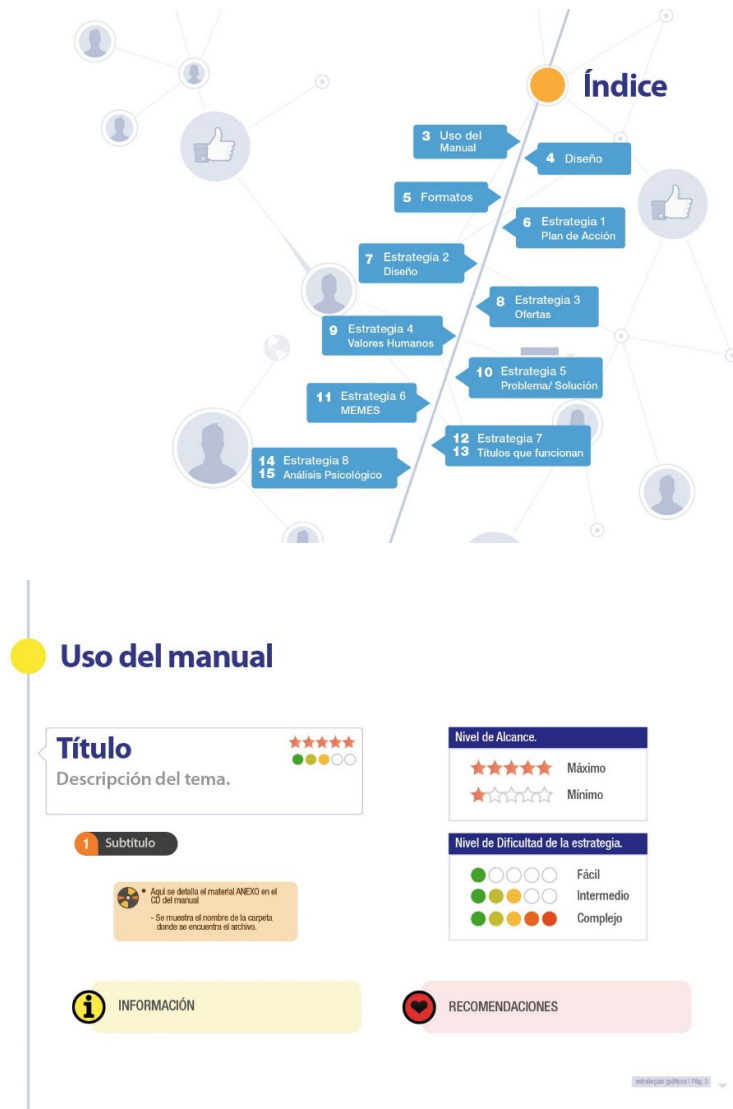 Índice
3 Uso del
Manual
4 Diseño
5 Formatos
6 Estrategia 1
Plan de Acción
7 Estrategia 2
Diseño
8 Estrategia 3
Ofertas
9 Estrategia 4
Valores Humanos
10 Estrategia 5
Problema/ Solución
11 Estrategia 6
MEMES
12 Estrategia 7
13 Títulos que funcionan
14 Estrategia 8
15 Análisis Psicológico
Uso del manual
Título
Descripción del tema.
1 Subtítulo
• Aquí se detalla el material ANEXO en el
CD del manual
- Se muestra el nombre de la carpeta
donde se encuentra el archivo.
Nivel de Alcance.
Máximo
Mínimo
Nivel de Dificultad de la estrategia.
Fácil
Intermedio
Complejo
i INFORMACIÓN
RECOMENDACIONES
estrategias gráficas | Pág. 3